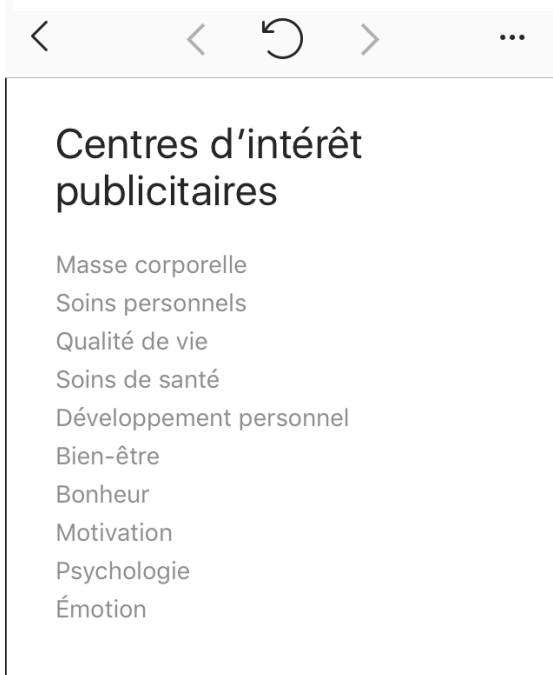 Centres d’intérêt
publicitaires
Masse corporelle
Soins personnels
Qualité de vie
Soins de santé
Développement personnel
Bien-être
Bonheur
Motivation
Psychologie
Émotion